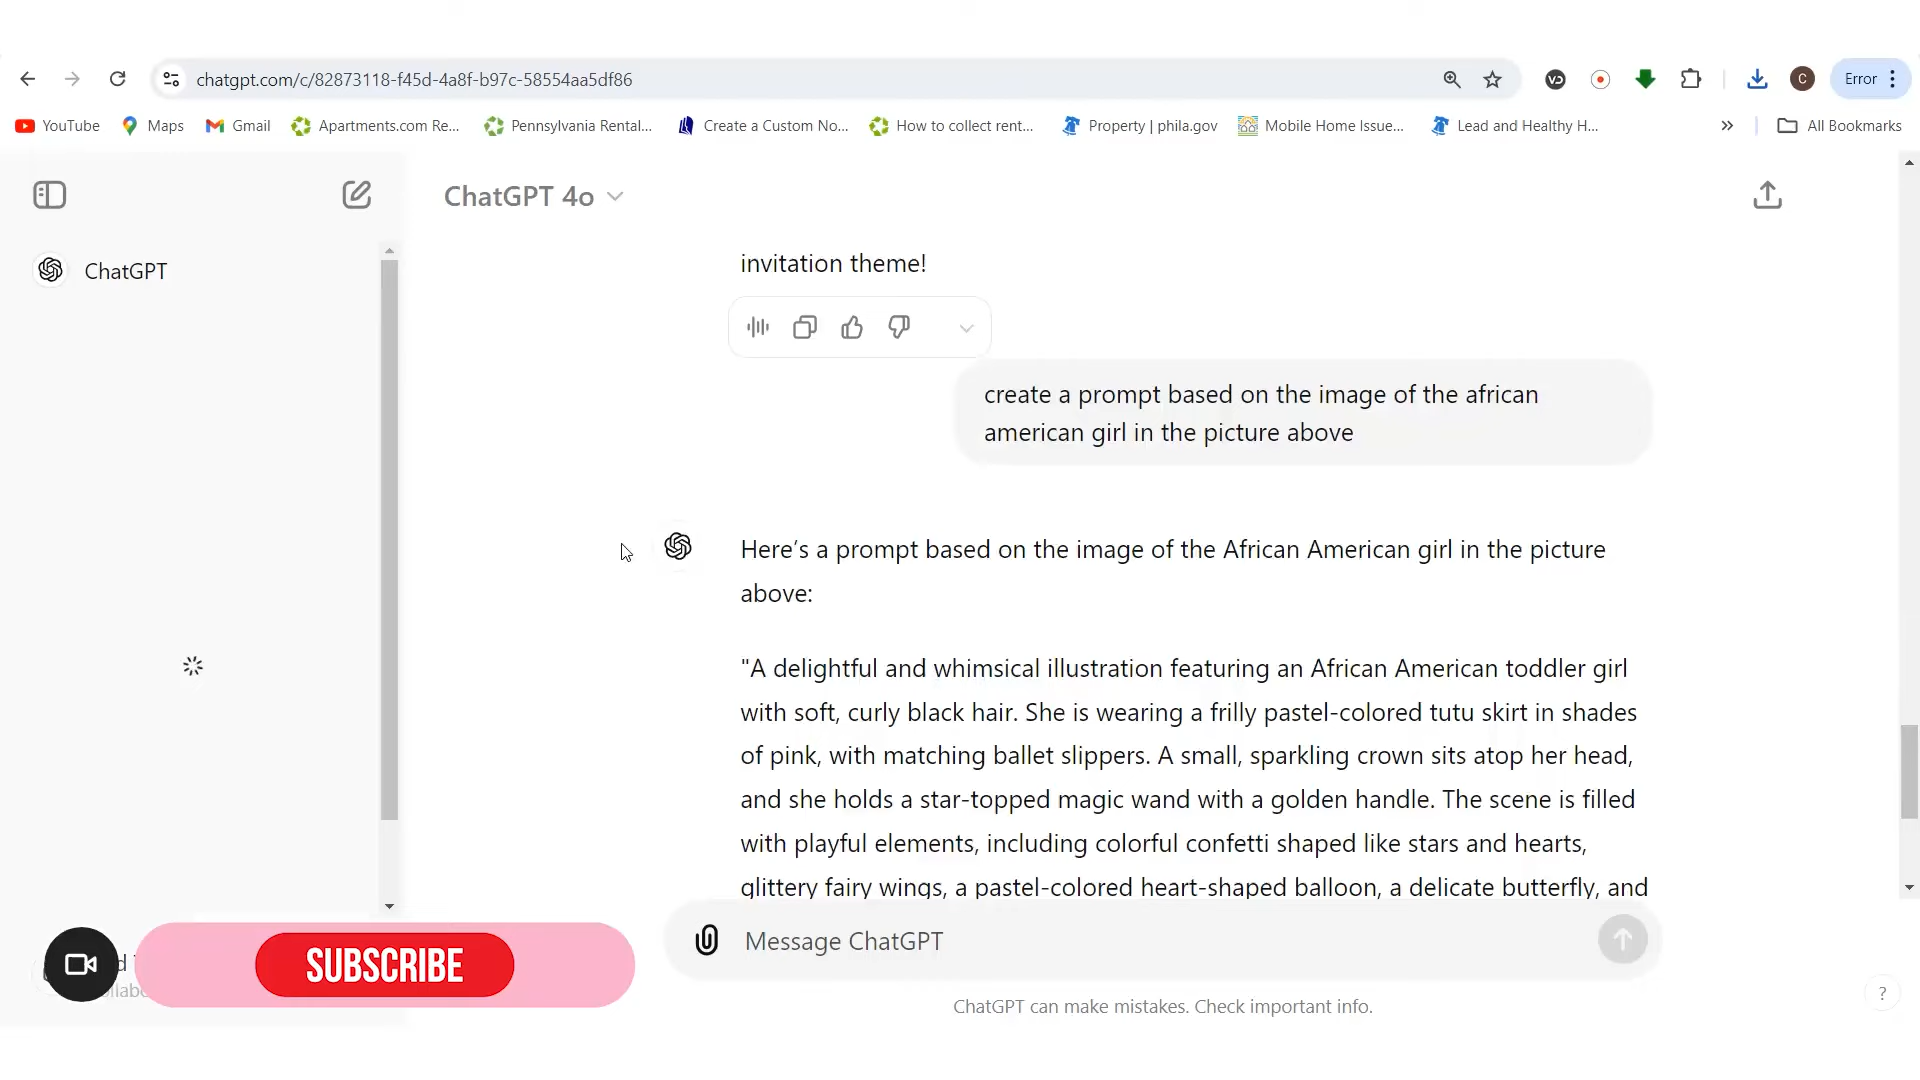 chatgpt.com/c/82873118-f45d-4a8f-b97c-58554aa5df86
C
Error
YouTube
Maps
Gmail
Apartments.com Re...
Pennsylvania Rental...
Create a Custom No...
How to collect rent...
Property | phila.gov
Mobile Home Issue...
Lead and Healthy H...
All Bookmarks
ChatGPT 4o
ChatGPT
invitation theme!
create a prompt based on the image of the african
american girl in the picture above
Here's a prompt based on the image of the African American girl in the picture
above:
"A delightful and whimsical illustration featuring an African American toddler girl
with soft, curly black hair. She is wearing a frilly pastel-colored tutu skirt in shades
of pink, with matching ballet slippers. A small, sparkling crown sits atop her head,
and she holds a star-topped magic wand with a golden handle. The scene is filled
with playful elements, including colorful confetti shaped like stars and hearts,
glittery fairy wings, a pastel-colored heart-shaped balloon, a delicate butterfly, and
SUBSCRIBE
Message ChatGPT
ChatGPT can make mistakes. Check important info.
?